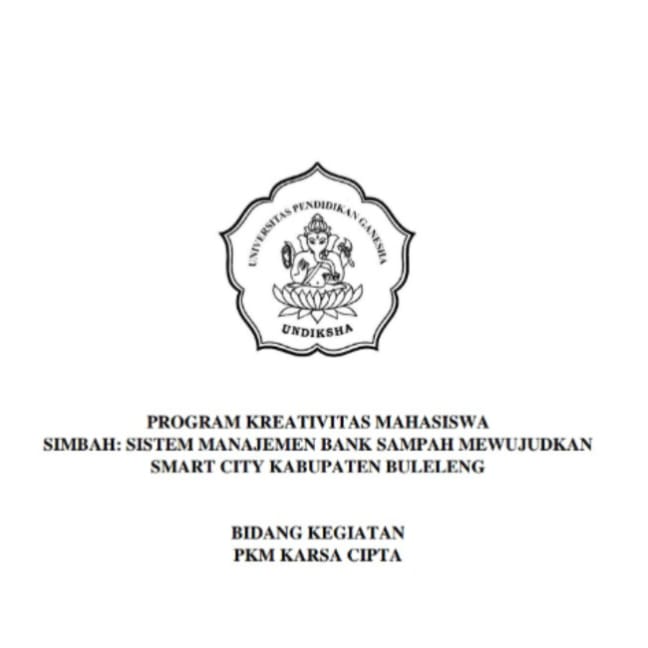 UNIVERSITAS PENDIDIKAN GANESHA
UNDIKSHA
PROGRAM KREATIVITAS MAHASISWA
SIMBAH: SISTEM MANAJEMEN BANK SAMPAH MEWUJUDKAN
SMART CITY KABUPATEN BULELENG
BIDANG KEGIATAN
PKM KARSA CIPTA